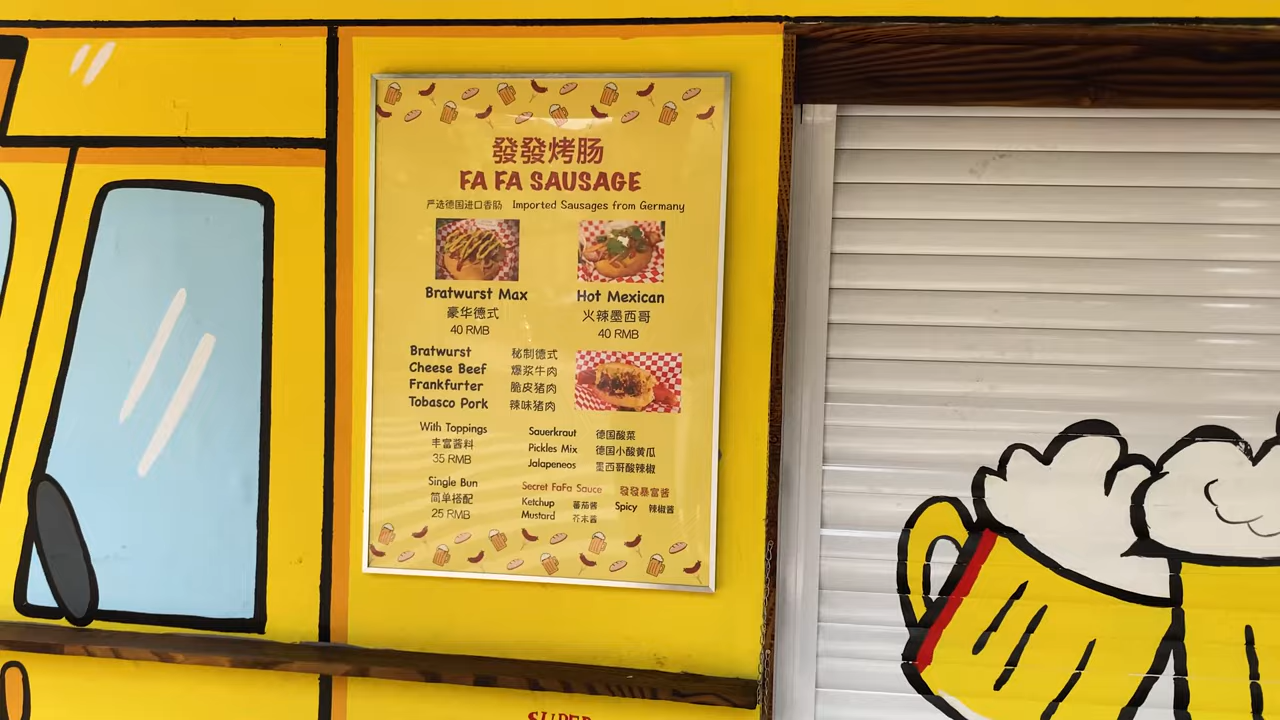 發發烤肠
FA FA SAUSAGE
严选德国进口香肠 Imported Sausages from Germany
Bratwurst Max
豪华德式
40 RMB
Hot Mexican
火辣墨西哥
40 RMB
Bratwurst 秘制德式
Cheese Beef 爆浆牛肉
Frankfurter 脆皮猪肉
Tobasco Pork 辣味猪肉
With Toppings
丰富酱料
35 RMB
Sauerkraut 德国酸菜
Pickles Mix 德国小酸黄瓜
Jalapeneos 墨西哥酸辣椒
Single Bun
简单搭配
25 RMB
Secret FaFa Sauce 發發暴富酱
Ketchup 蕃茄酱 Spicy 辣椒酱
Mustard 芥末酱
SUPER